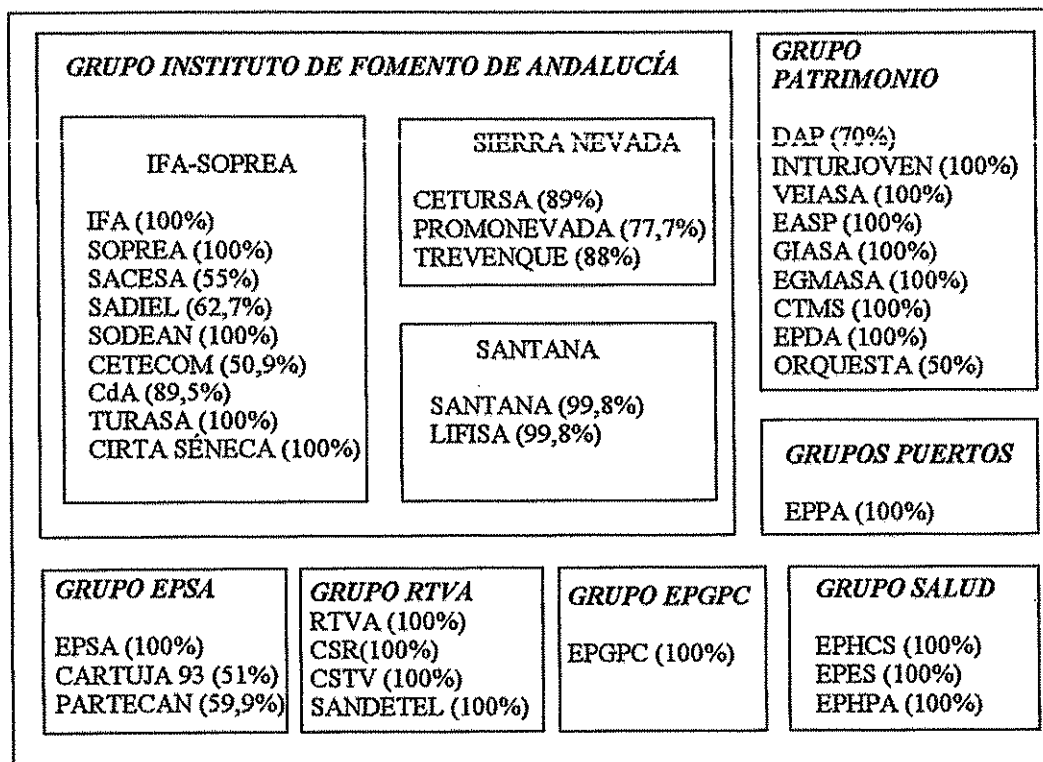 GRUPO INSTITUTO DE FOMENTO DE ANDALUCÍA
IFA-SOPREA
IFA (100%)
SOPREA (100%)
SACESA (55%)
SADIEL (62,7%)
SODEAN (100%)
CETECOM (50,9%)
CdA (89,5%)
TURASA (100%)
CIRTA SÉNECA (100%)
SIERRA NEVADA
CETURSA (89%)
PROMONEVADA (77,7%)
TREVENQUE (88%)
SANTANA
SANTANA (99,8%)
LIFISA (99,8%)
GRUPO
PATRIMONIO
DAP (70%)
INTURJOVEN (100%)
VEIASA (100%)
EASP (100%)
GIASA (100%)
EGMASA (100%)
CTMS (100%)
EPDA (100%)
ORQUESTA (50%)
GRUPOS PUERTOS
EPPA (100%)
GRUPO EPSA
EPSA (100%)
CARTUJA 93 (51%)
PARTECAN (59,9%)
GRUPO RTVA
RTVA (100%)
CSR(100%)
CSTV (100%)
SANDETEL (100%)
GRUPO EPGPC
EPGPC (100%)
GRUPO SALUD
EPHCS (100%)
EPES (100%)
EPHPA (100%)